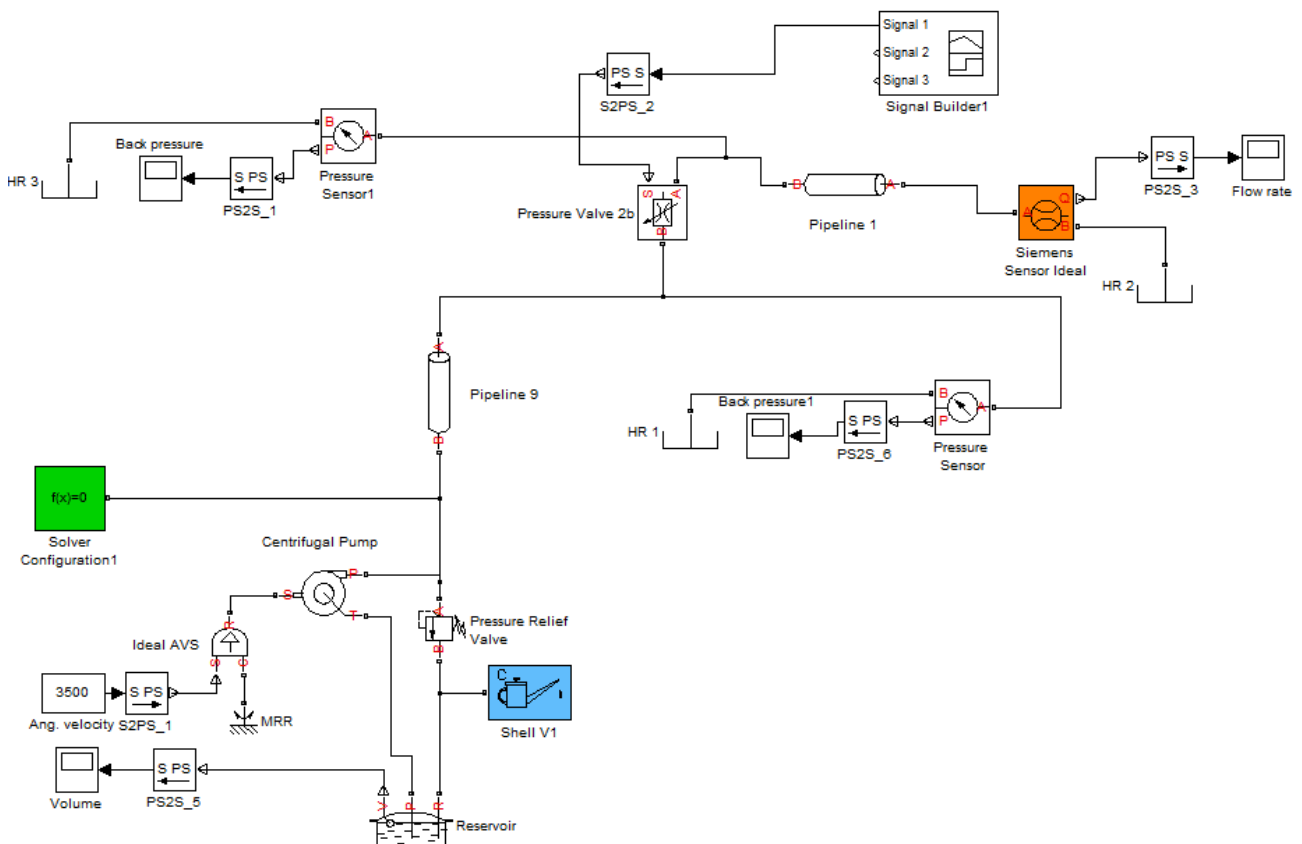 Signal 1
Signal 2
Signal 3
Signal Builder1
PS S
S2PS_2
Back pressure
HR 3
S PS
PS2S_1
B
P
A
Pressure
Sensor1
S
A
B
Pressure Valve 2b
B
A
Pipeline 1
A
Q
B
Siemens
Sensor Ideal
PS S
PS2S_3
Flow rate
HR 2
A
B
Pipeline 9
Back pressure1
HR 1
S PS
PS2S_6
B
P
A
Pressure
Sensor
f(x)=0
Solver
Configuration1
Centrifugal Pump
S
P
T
A
B
Pressure Relief
Valve
Ideal AVS
R
S
C
3500
Ang. velocity
S PS
S2PS_1
MRR
C
Shell V1
Volume
S PS
PS2S_5
V
P
R
Reservoir